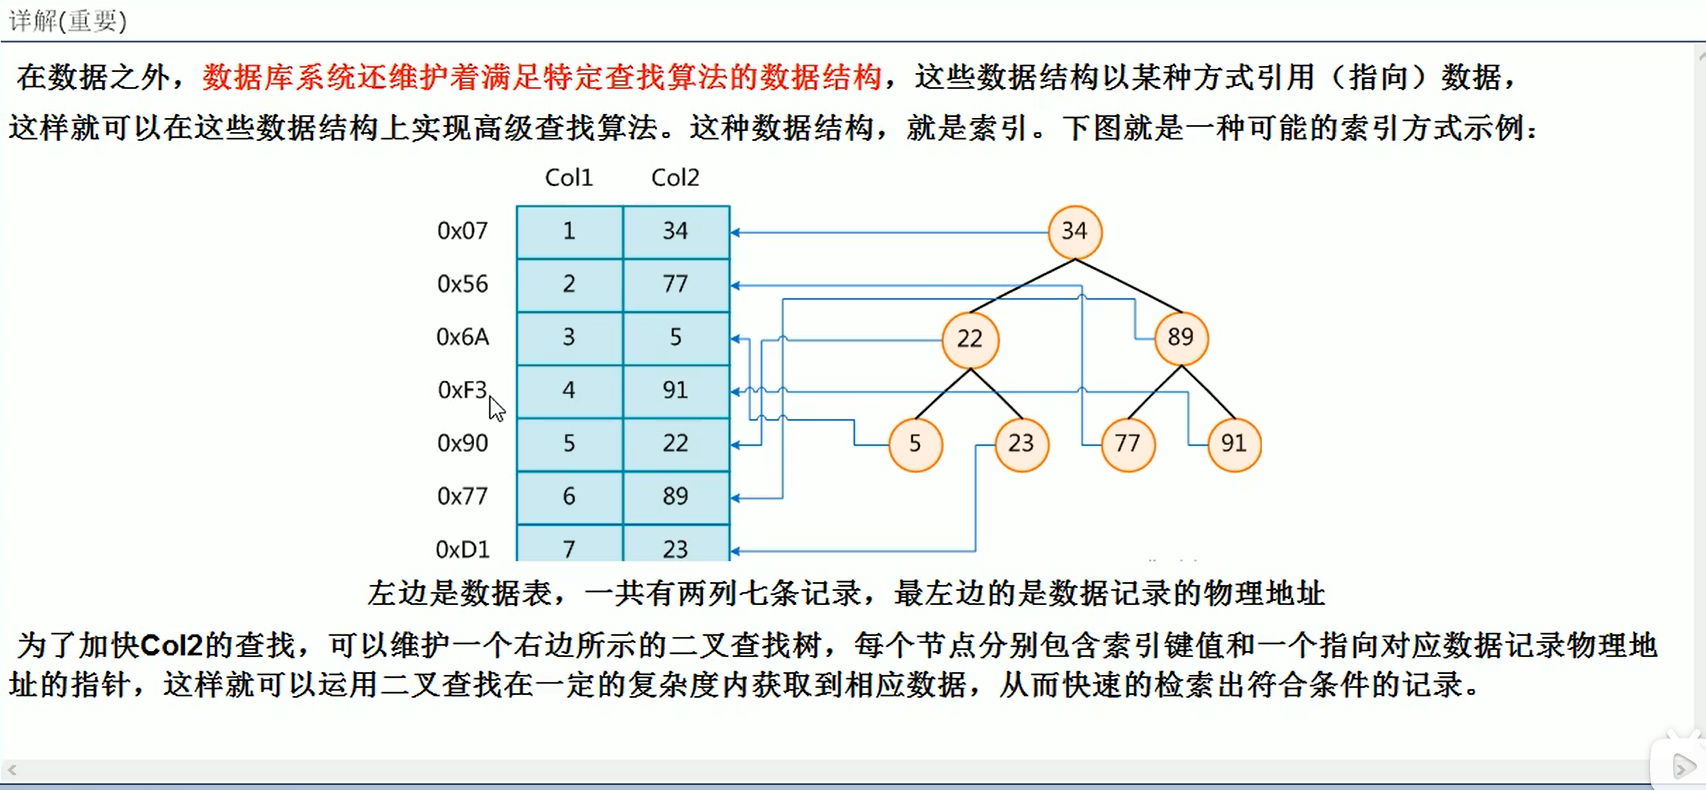 详解(重要)
在数据之外，数据库系统还维护着满足特定查找算法的数据结构，这些数据结构以某种方式引用（指向）数据，
这样就可以在这些数据结构上实现高级查找算法。这种数据结构，就是索引。下图就是一种可能的索引方式示例：
Col1 Col2
0x07 1 34 34
0x56 2 77
0x6A 3 5 22 89
0xF3 4 91
0x90 5 22 5 23 77 91
0x77 6 89
0xD1 7 23
左边是数据表，一共有两列七条记录，最左边的是数据记录的物理地址
为了加快Col2的查找，可以维护一个右边所示的二叉查找树，每个节点分别包含索引键值和一个指向对应数据记录物理地
址的指针，这样就可以运用二叉查找在一定的复杂度内获取到相应数据，从而快速的检索出符合条件的记录。